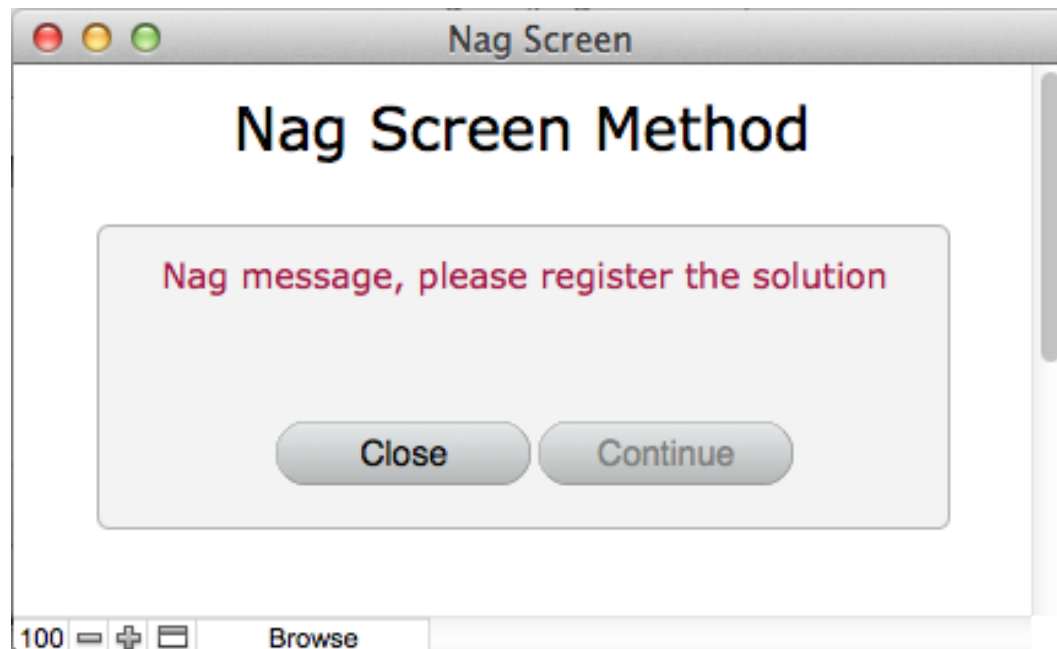 Nag Screen
Nag Screen Method
Nag message, please register the solution
Close Continue
100 Browse